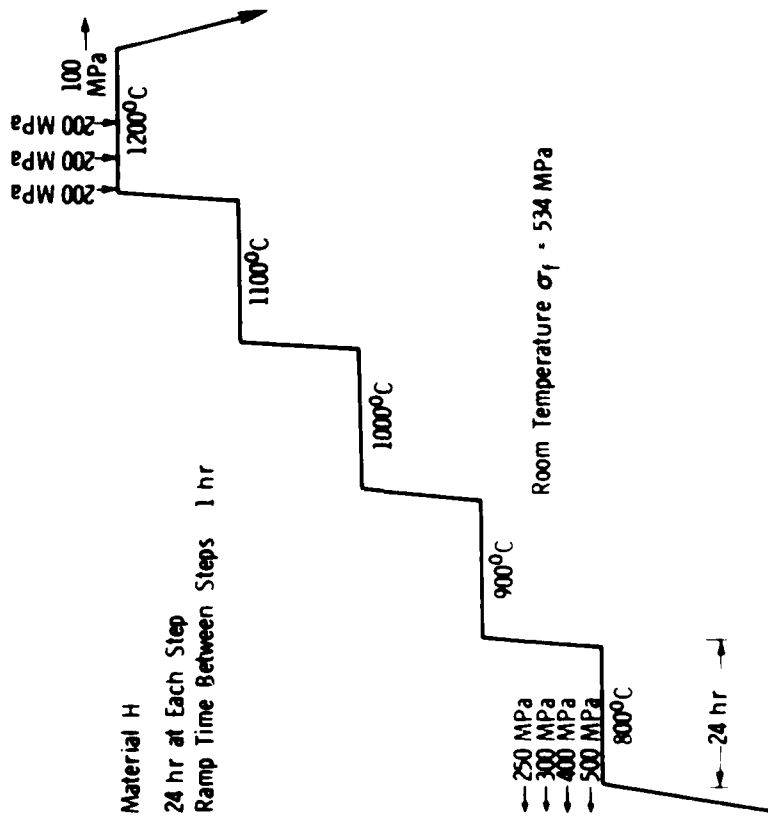 Material H
24 hr at Each Step
Ramp Time Between Steps 1 hr
200 MPa
200 MPa
200 MPa
100
MPa
1200°C
1100°C
1000°C
900°C
Room Temperature σf - 534 MPa
250 MPa
300 MPa
400 MPa
500 MPa
800°C
24 hr